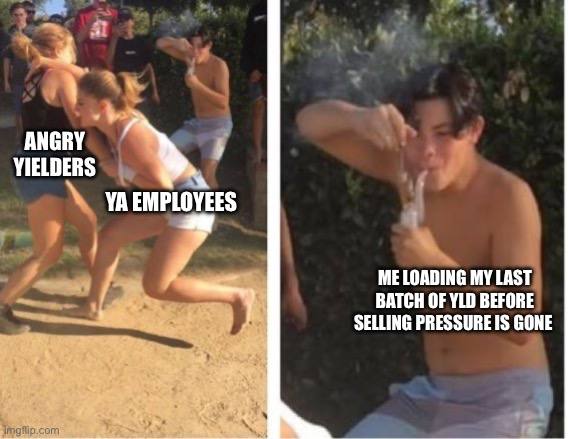 ANGRY
YIELDERS
YA EMPLOYEES
ME LOADING MY LAST
BATCH OF YLD BEFORE
SELLING PRESSURE IS GONE
imgflip.com